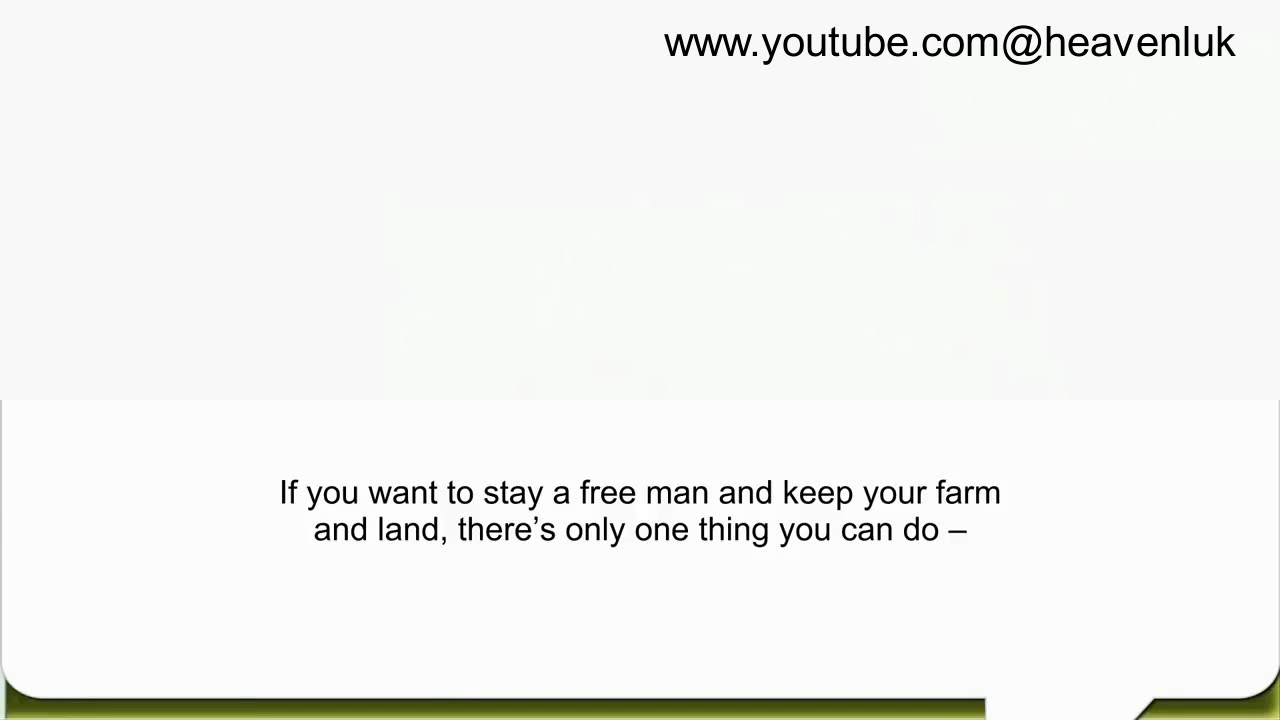 www.youtube.com@heavenluk
If you want to stay a free man and keep your farm
and land, there’s only one thing you can do –